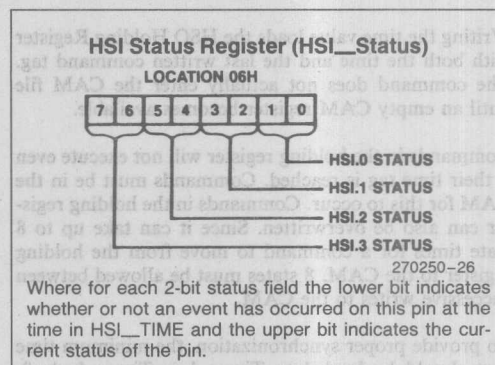 HSI Status Register (HSI__Status)
LOCATION 06H
7 6 5 4 3 2 1 0
HSI.0 STATUS
HSI.1 STATUS
HSI.2 STATUS
HSI.3 STATUS
270250–26
Where for each 2-bit status field the lower bit indicates
whether or not an event has occurred on this pin at the
time in HSI__TIME and the upper bit indicates the cur-
rent status of the pin.